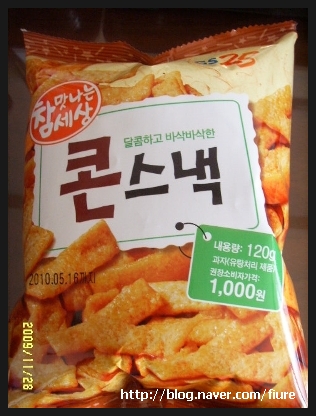 GS25
참맛나는
세상
달콤하고 바삭바삭한
콘스낵
내용량: 120g
과자(유탕처리 제품)
권장소비자가격:
1,000원
2010.05.16까지
2009/11/28
http://blog.naver.com/fiure